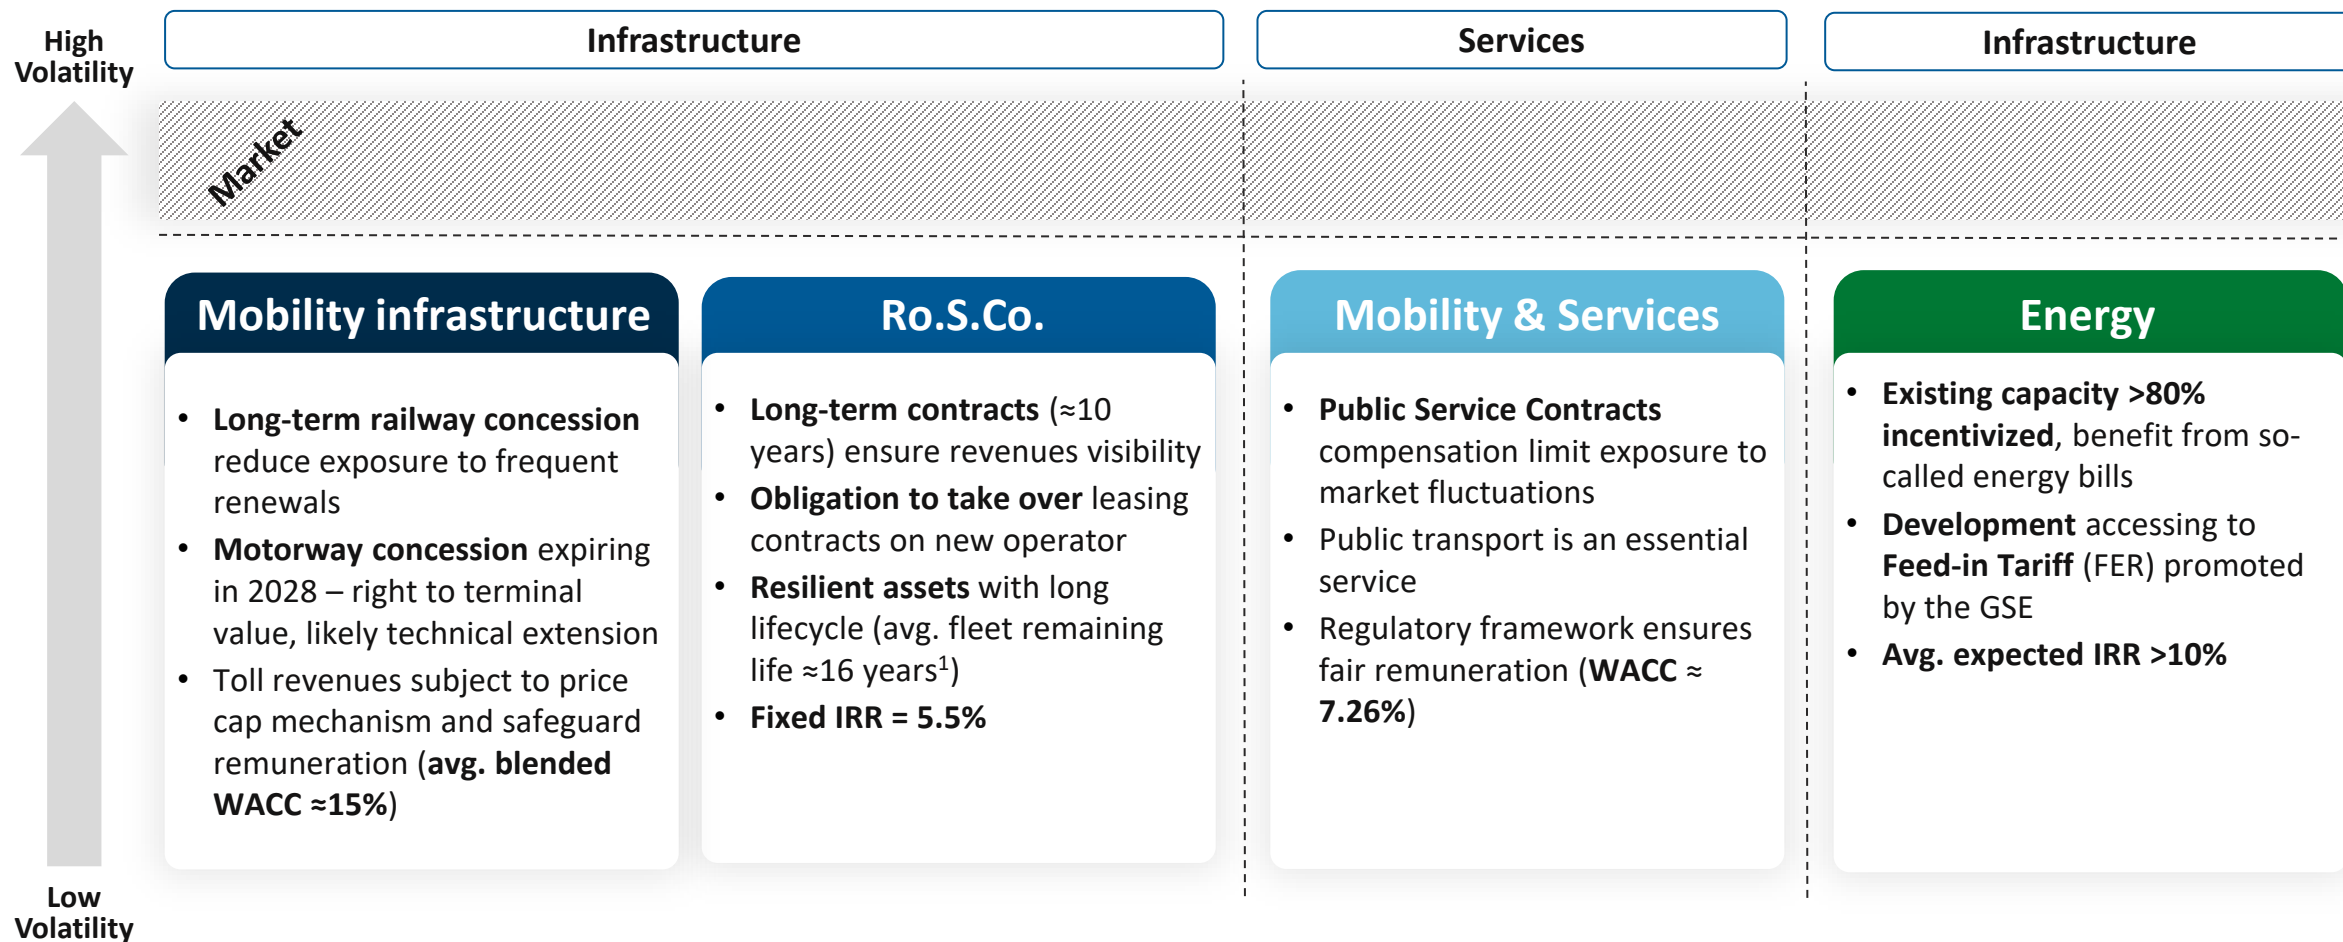 High
Volatility
Infrastructure
Services
Infrastructure
Market
Mobility infrastructure
• Long-term railway concession
reduce exposure to frequent
renewals
• Motorway concession expiring
in 2028 – right to terminal
value, likely technical extension
• Toll revenues subject to price
cap mechanism and safeguard
remuneration (avg. blended
WACC ≈15%)
Ro.S.Co.
• Long-term contracts (≈10
years) ensure revenues visibility
• Obligation to take over leasing
contracts on new operator
• Resilient assets with long
lifecycle (avg. fleet remaining
life ≈16 years¹)
• Fixed IRR = 5.5%
Mobility & Services
• Public Service Contracts
compensation limit exposure to
market fluctuations
• Public transport is an essential
service
• Regulatory framework ensures
fair remuneration (WACC ≈
7.26%)
Energy
• Existing capacity >80%
incentivized, benefit from so-
called energy bills
• Development accessing to
Feed-in Tariff (FER) promoted
by the GSE
• Avg. expected IRR >10%
Low
Volatility